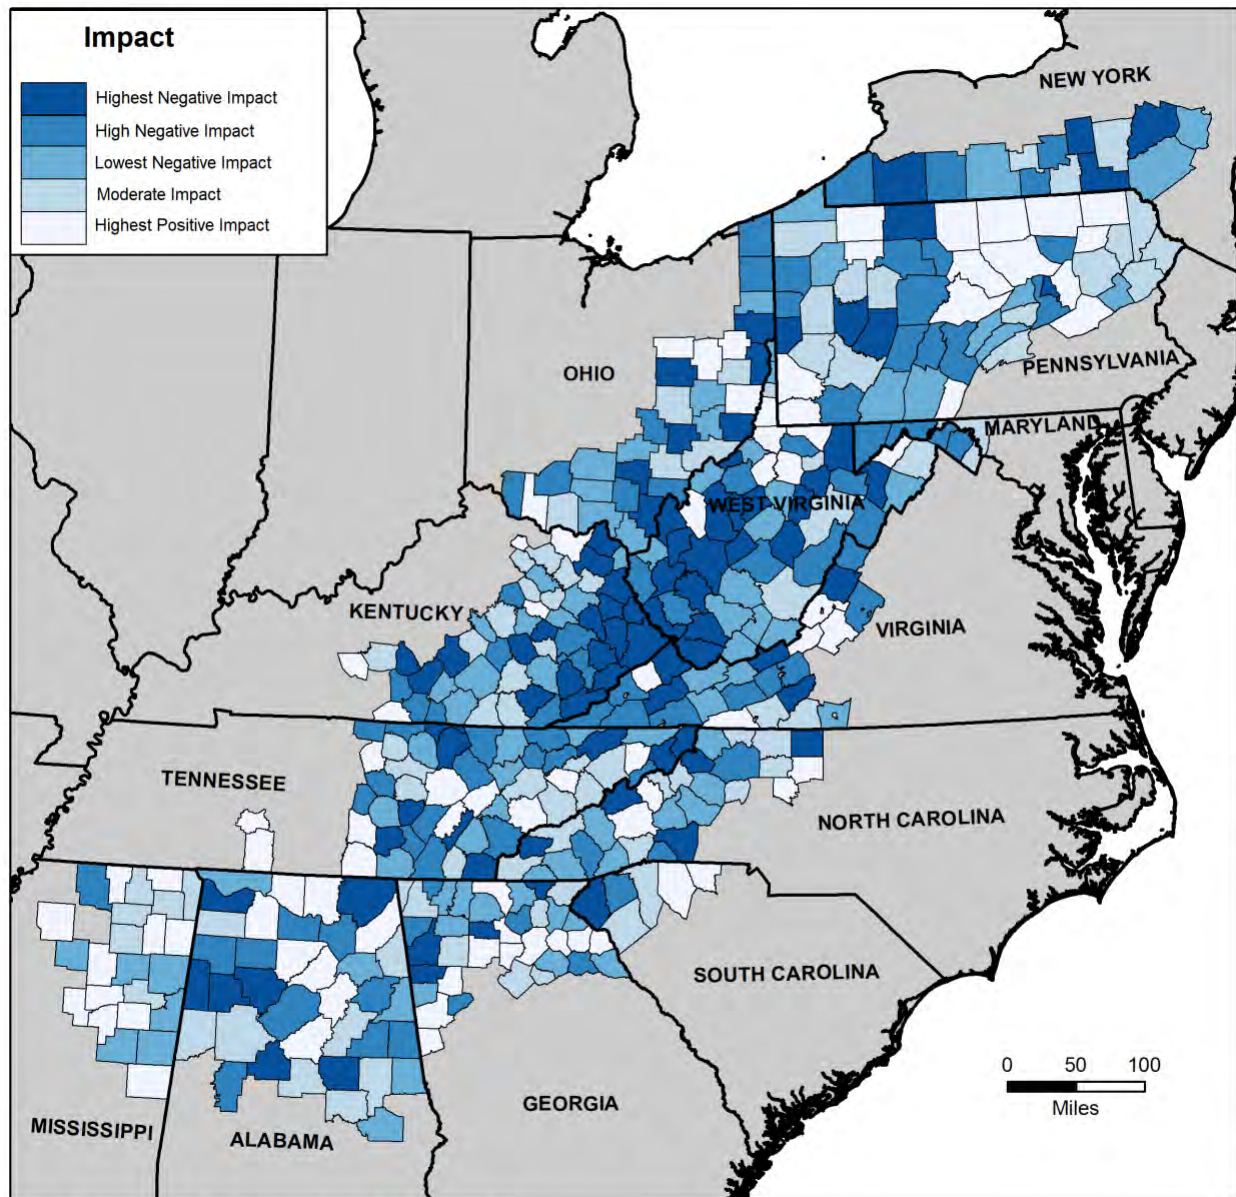 Impact
Highest Negative Impact
High Negative Impact
Lowest Negative Impact
Moderate Impact
Highest Positive Impact
NEW YORK
PENNSYLVANIA
OHIO
MARYLAND
WEST VIRGINIA
KENTUCKY
VIRGINIA
TENNESSEE
NORTH CAROLINA
SOUTH CAROLINA
MISSISSIPPI
ALABAMA
GEORGIA
0 50 100
Miles